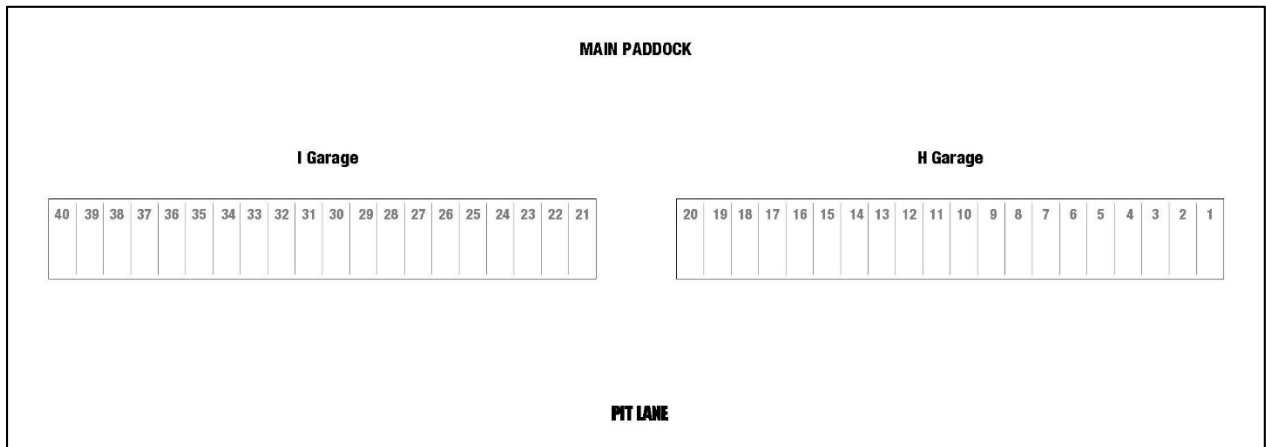 MAIN PADDOCK
I Garage
H Garage
40 39 38 37 36 35 34 33 32 31 30 29 28 27 26 25 24 23 22 21
20 19 18 17 16 15 14 13 12 11 10 9 8 7 6 5 4 3 2 1
PIT LANE